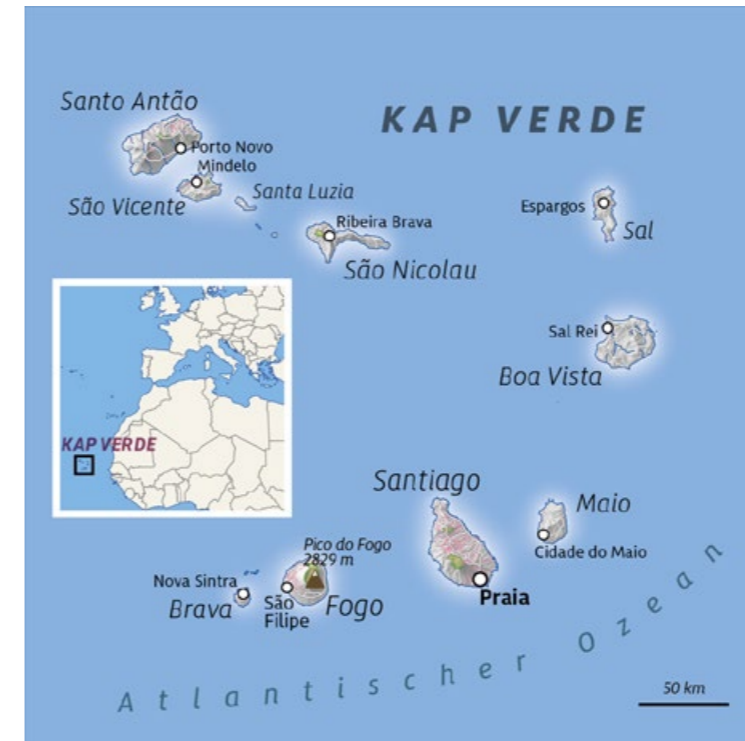 Santo Antão
KAP VERDE
Porto Novo
Mindelo
Santa Luzia
São Vicente
Espargos
Ribeira Brava
Sal
São Nicolau
Sal Rei
Boa Vista
KAP VERDE
Santiago
Maio
Pico do Fogo
2829 m
Cidade do Maio
Nova Sintra
Brava
São
Filipe
Fogo
Praia
Atlantischer Ozean
50 km